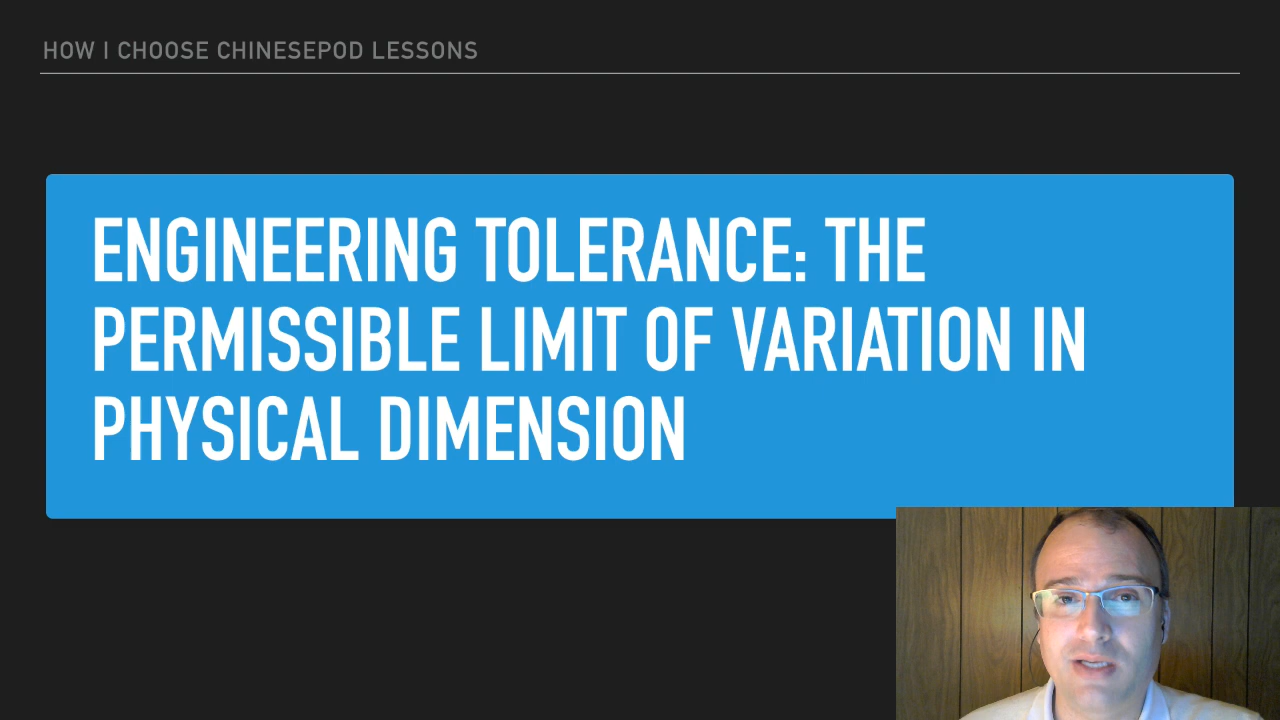 HOW I CHOOSE CHINESEPOD LESSONS
ENGINEERING TOLERANCE: THE
PERMISSIBLE LIMIT OF VARIATION IN
PHYSICAL DIMENSION